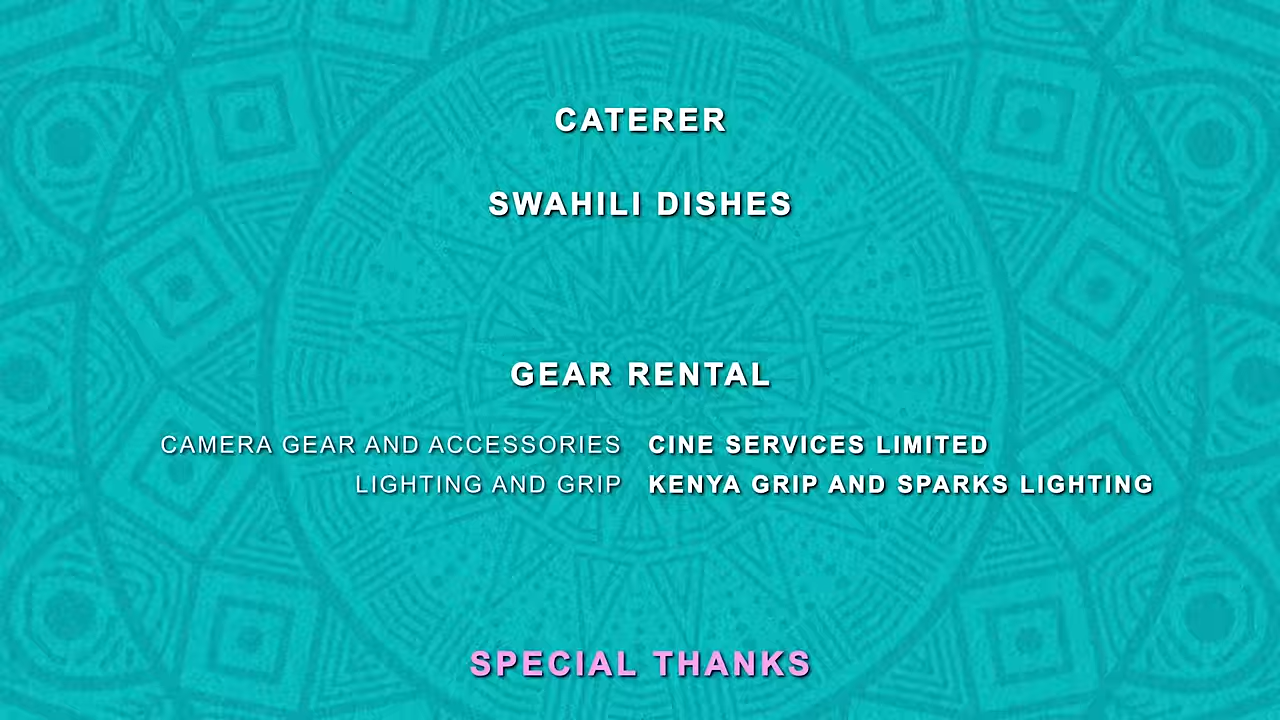 CATERER
SWAHILI DISHES
GEAR RENTAL
CAMERA GEAR AND ACCESSORIES CINE SERVICES LIMITED
LIGHTING AND GRIP KENYA GRIP AND SPARKS LIGHTING
SPECIAL THANKS